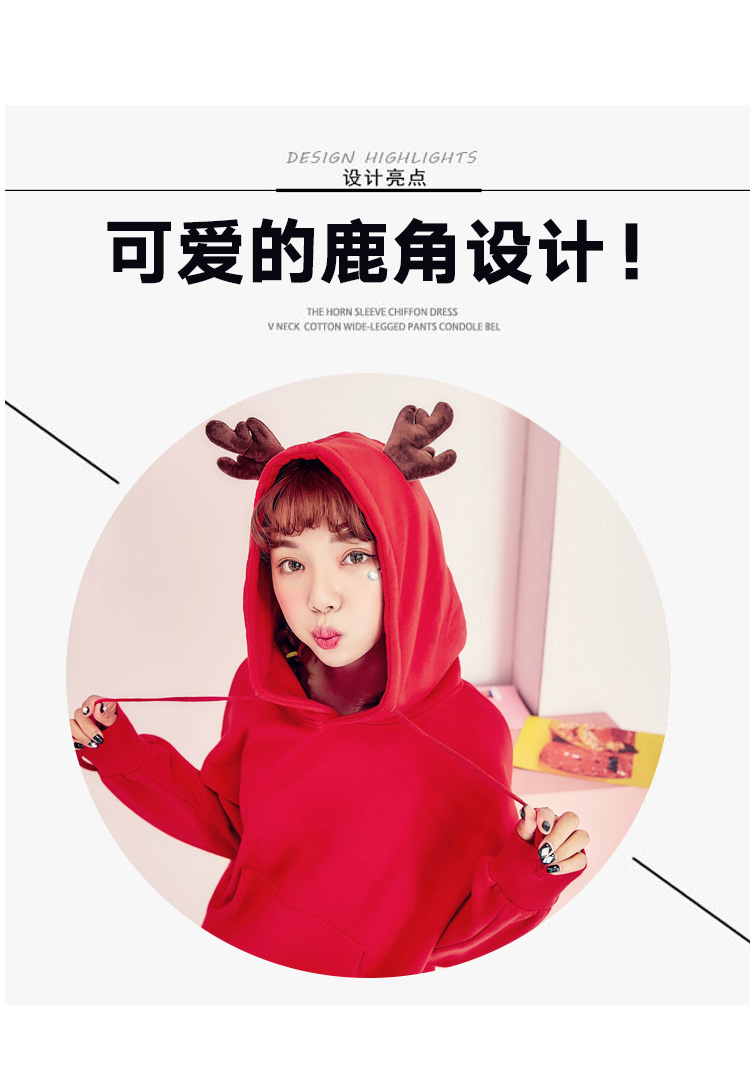 DESIGN HIGHLIGHTS
设计亮点
可爱的鹿角设计！
THE HORN SLEEVE CHIFFON DRESS
V NECK COTTON WIDE-LEGGED PANTS CONDOLE BEL